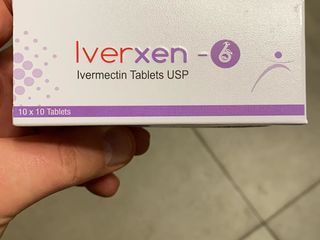 Iverxen - 6
Ivermectin Tablets USP
10 x 10 Tablets